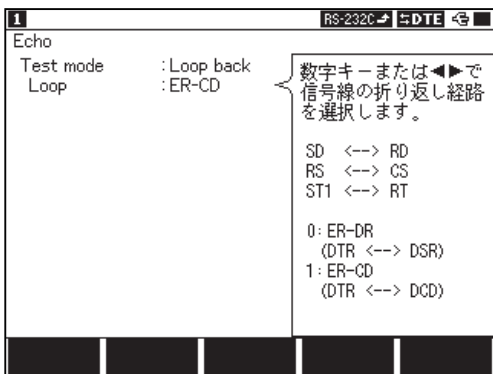 1 RS-232C DTE
Echo
Test mode :Loop back
Loop :ER-CD
数字キーまたは◀▶で
信号線の折り返し経路
を選択します。
SD <--> RD
RS <--> CS
ST1 <--> RT
0:ER-DR
(DTR <--> DSR)
1:ER-CD
(DTR <--> DCD)